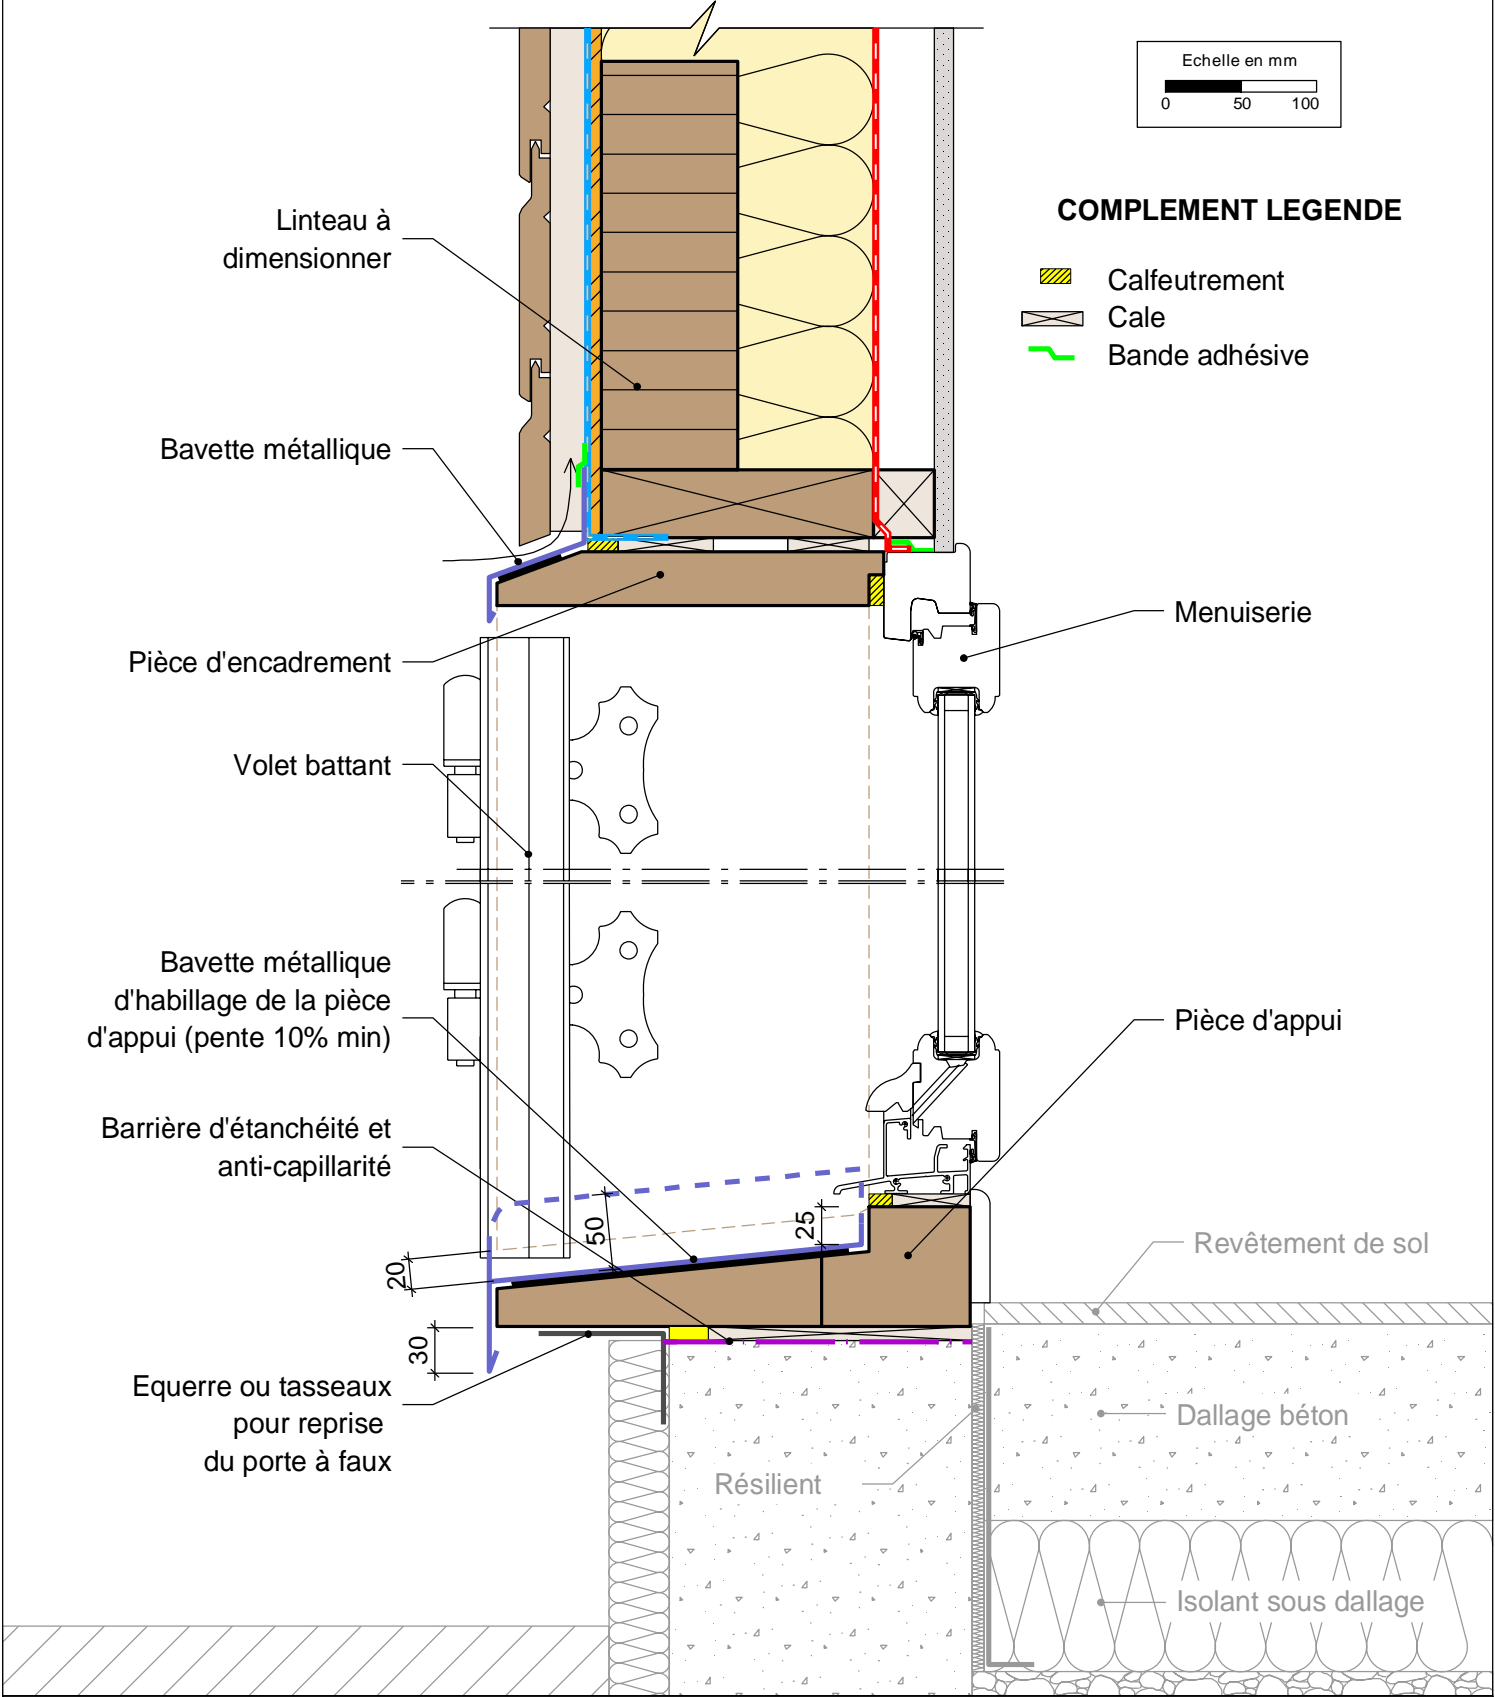 Echelle en mm
0 50 100
COMPLEMENT LEGENDE
Calfeutrement
Cale
Bande adhésive
Linteau à
dimensionner
Bavette métallique
Menuiserie
Pièce d'encadrement
Volet battant
Bavette métallique
d'habillage de la pièce
d'appui (pente 10% min)
Pièce d'appui
Barrière d'étanchéité et
anti-capillarité
50
25
20
30
Revêtement de sol
Equerre ou tasseaux
pour reprise
du porte à faux
Dallage béton
Résilient
Isolant sous dallage